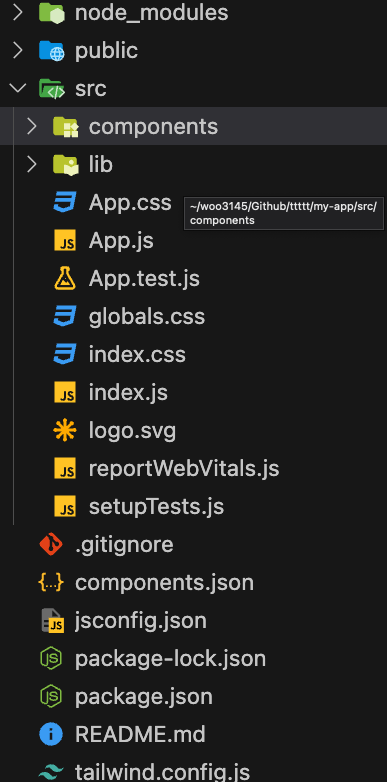 node_modules
public
src
components
lib
App.css
~/woo3145/Github/ttttt/my-app/src/
components
App.js
App.test.js
globals.css
index.css
index.js
logo.svg
reportWebVitals.js
setupTests.js
.gitignore
components.json
jsconfig.json
package-lock.json
package.json
README.md
tailwind.config.js